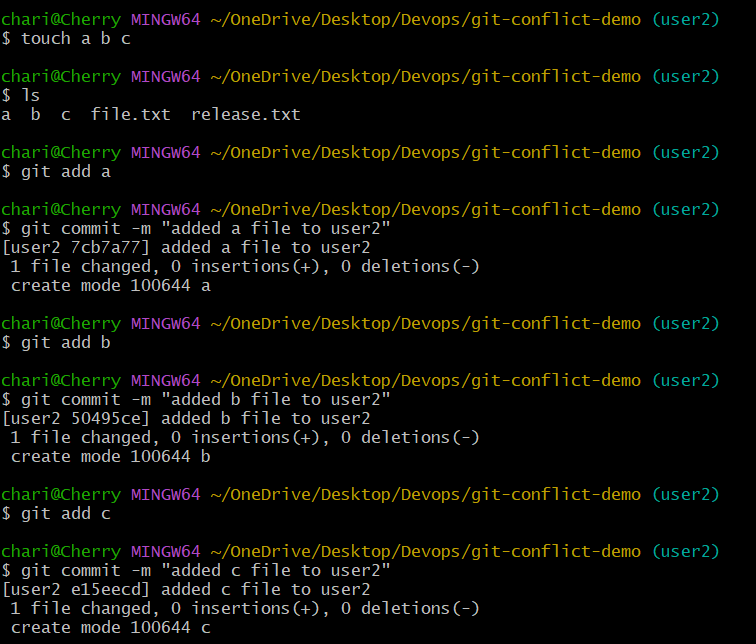 chari@Cherry MINGW64 ~/OneDrive/Desktop/Devops/git-conflict-demo (user2)
$ touch a b c
chari@Cherry MINGW64 ~/OneDrive/Desktop/Devops/git-conflict-demo (user2)
$ ls
a  b  c  file.txt  release.txt
chari@Cherry MINGW64 ~/OneDrive/Desktop/Devops/git-conflict-demo (user2)
$ git add a
chari@Cherry MINGW64 ~/OneDrive/Desktop/Devops/git-conflict-demo (user2)
$ git commit -m "added a file to user2"
[user2 7cb7a77] added a file to user2
 1 file changed, 0 insertions(+), 0 deletions(-)
 create mode 100644 a
chari@Cherry MINGW64 ~/OneDrive/Desktop/Devops/git-conflict-demo (user2)
$ git add b
chari@Cherry MINGW64 ~/OneDrive/Desktop/Devops/git-conflict-demo (user2)
$ git commit -m "added b file to user2"
[user2 50495ce] added b file to user2
 1 file changed, 0 insertions(+), 0 deletions(-)
 create mode 100644 b
chari@Cherry MINGW64 ~/OneDrive/Desktop/Devops/git-conflict-demo (user2)
$ git add c
chari@Cherry MINGW64 ~/OneDrive/Desktop/Devops/git-conflict-demo (user2)
$ git commit -m "added c file to user2"
[user2 e15eecd] added c file to user2
 1 file changed, 0 insertions(+), 0 deletions(-)
 create mode 100644 c